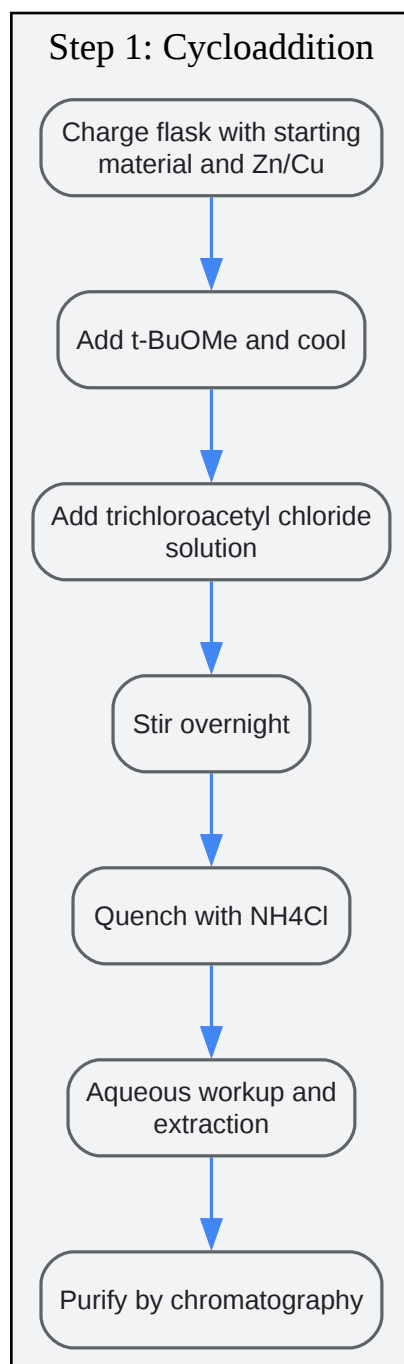 Step 1: Cycloaddition
Charge flask with starting
material and Zn/Cu
Add t-BuOMe and cool
Add trichloroacetyl chloride
solution
Stir overnight
Quench with NH4Cl
Aqueous workup and
extraction
Purify by chromatography